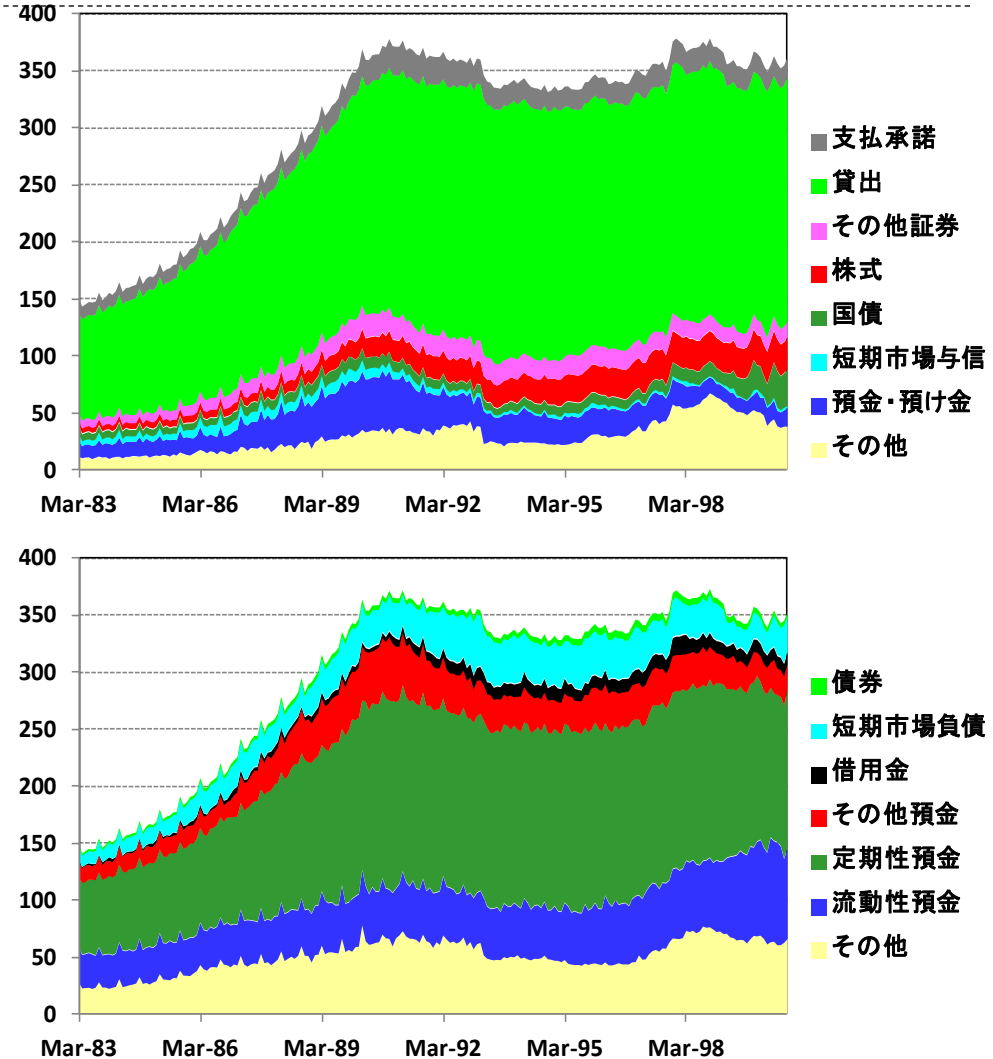 400
350
300
250
200
150
100
50
0
Mar-83 Mar-86 Mar-89 Mar-92 Mar-95 Mar-98
支払承諾
貸出
その他証券
株式
国債
短期市場与信
預金・預け金
その他
400
350
300
250
200
150
100
50
0
Mar-83 Mar-86 Mar-89 Mar-92 Mar-95 Mar-98
債券
短期市場負債
借用金
その他預金
定期性預金
流動性預金
その他